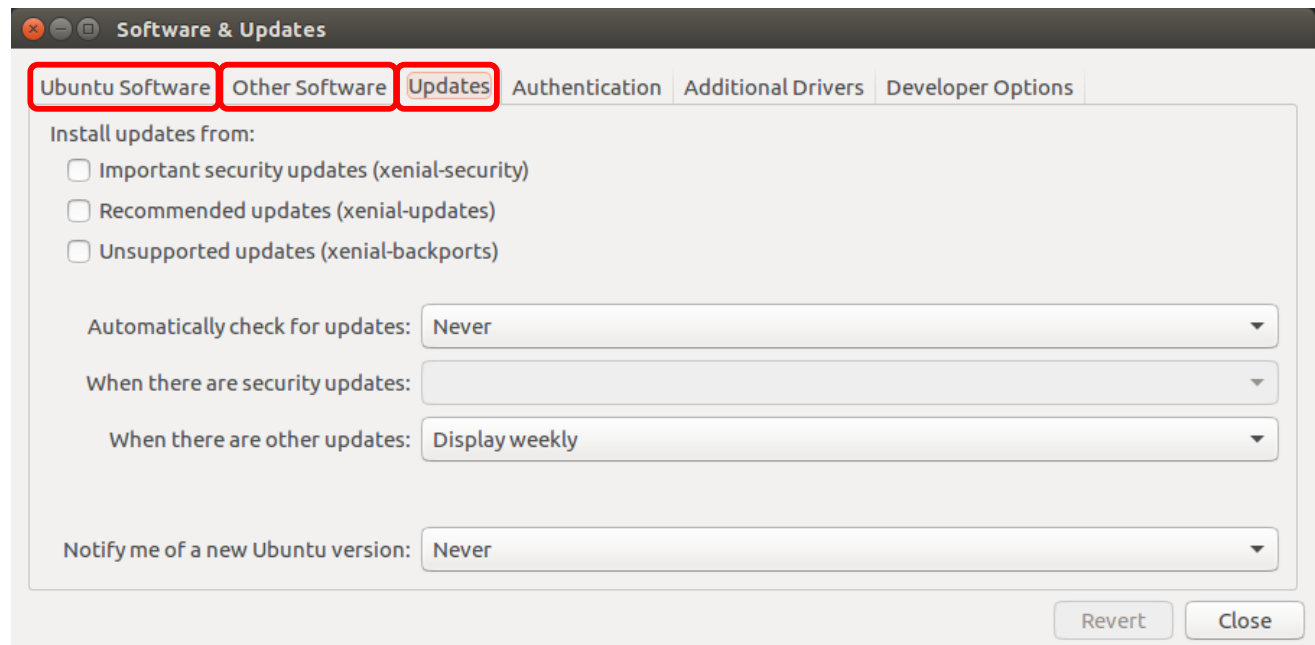 Software & Updates
Ubuntu Software Other Software Updates Authentication Additional Drivers Developer Options
Install updates from:
Important security updates (xenial-security)
Recommended updates (xenial-updates)
Unsupported updates (xenial-backports)
Automatically check for updates: Never
When there are security updates:
When there are other updates: Display weekly
Notify me of a new Ubuntu version: Never
Revert Close